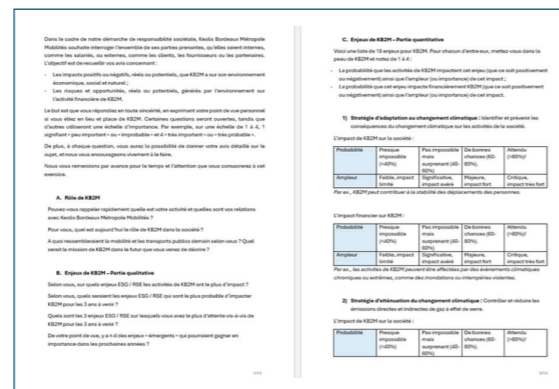 Dans le cadre de notre démarche de responsabilité sociétale, Keolis Bordeaux Métropole
Mobilités souhaite interroger l'ensemble de ses parties prenantes, qu'elles soient internes,
comme les salariés, ou externes, comme les clients, les fournisseurs ou les partenaires.
L'objectif est de recueillir vos avis concernant :
- Les impacts positifs ou négatifs, réels ou potentiels, que KB2M a sur son environnement
économique, social et naturel ;
- Les risques et opportunités, réels ou potentiels, générés par l'environnement sur
l'activité financière de KB2M.
Le but est que vous répondiez en toute sincérité, en exprimant votre point de vue personnel
si vous étiez en lieu et place de KB2M. Certaines questions seront ouvertes, tandis que
d'autres utiliseront une échelle d'importance. Par exemple, sur une échelle de 1 à 4, 1
signifiant « peu important » ou « improbable » et 4 « très important » ou « très probable ».
De plus, à chaque question, vous aurez la possibilité de donner votre avis détaillé sur le
sujet, et nous vous encourageons vivement à le faire.
Nous vous remercions par avance pour le temps et l'attention que vous consacrerez à cet
exercice.
A. Rôle de KB2M
Pouvez-vous rappeler rapidement quelle est votre activité et quelles sont vos relations
avec Keolis Bordeaux Métropole Mobilités ?
Pour vous, quel est aujourd'hui le rôle de KB2M dans la société ?
A quoi ressembleraient la mobilité et les transports publics demain selon vous ? Quel
serait la mission de KB2M dans le futur que vous venez de décrire ?
B. Enjeux de KB2M – Partie qualitative
Selon vous, sur quels enjeux ESG / RSE les activités de KB2M ont le plus d'impact ?
Selon vous, quels seraient les enjeux ESG / RSE qui sont le plus probable d'impacter
KB2M pour les 3 ans à venir ?
Quels sont les 3 enjeux ESG / RSE sur lesquels vous avez le plus d'attente vis-à-vis de
KB2M pour les 3 ans à venir ?
De votre point de vue, y a-t-il des enjeux « émergents » qui pourraient gagner en
importance dans les prochaines années ?
C. Enjeux de KB2M – Partie quantitative
Voici une liste de 18 enjeux pour KB2M. Pour chacun d'entre-eux, mettez-vous dans la
peau de KB2M et notez de 1 à 4 :
- La probabilité que les activités de KB2M impactent cet enjeu (que ce soit positivement
ou négativement) ainsi que l'ampleur (ou importance) de cet impact ;
- La probabilité que cet enjeu impacte financièrement KB2M (que ce soit positivement
ou négativement) ainsi que l'ampleur (ou importance) de cet impact.
1) Stratégie d'adaptation au changement climatique : Identifier et prévenir les
conséquences du changement climatique sur les activités de la société.
L'impact de KB2M sur la société :
Probabilité Presque impossible (<40%) Pas impossible mais surprenant (40-60%) De bonnes chances (60-80%). Attendu (>80%)/
Ampleur Faible, impact limité Significative, impact avéré Majeure, impact fort Critique, impact très fort
Par ex., KB2M peut contribuer à la stabilité des déplacements des personnes.
L'impact financier sur KB2M :
Probabilité Presque impossible (<40%) Pas impossible mais surprenant (40-60%) De bonnes chances (60-80%). Attendu (>80%)/
Ampleur Faible, impact limité Significative, impact avéré Majeure, impact fort Critique, impact très fort
Par ex., les activités de KB2M peuvent être affectées par des événements climatiques
chroniques ou extrêmes, comme des inondations ou intempéries violentes.
2) Stratégie d'atténuation du changement climatique : Contrôler et réduire les
émissions directes et indirectes de gaz à effet de serre.
L'impact de KB2M sur la société :
Probabilité Presque impossible (<40%) Pas impossible mais surprenant (40-60%) De bonnes chances (60-80%). Attendu (>80%)/